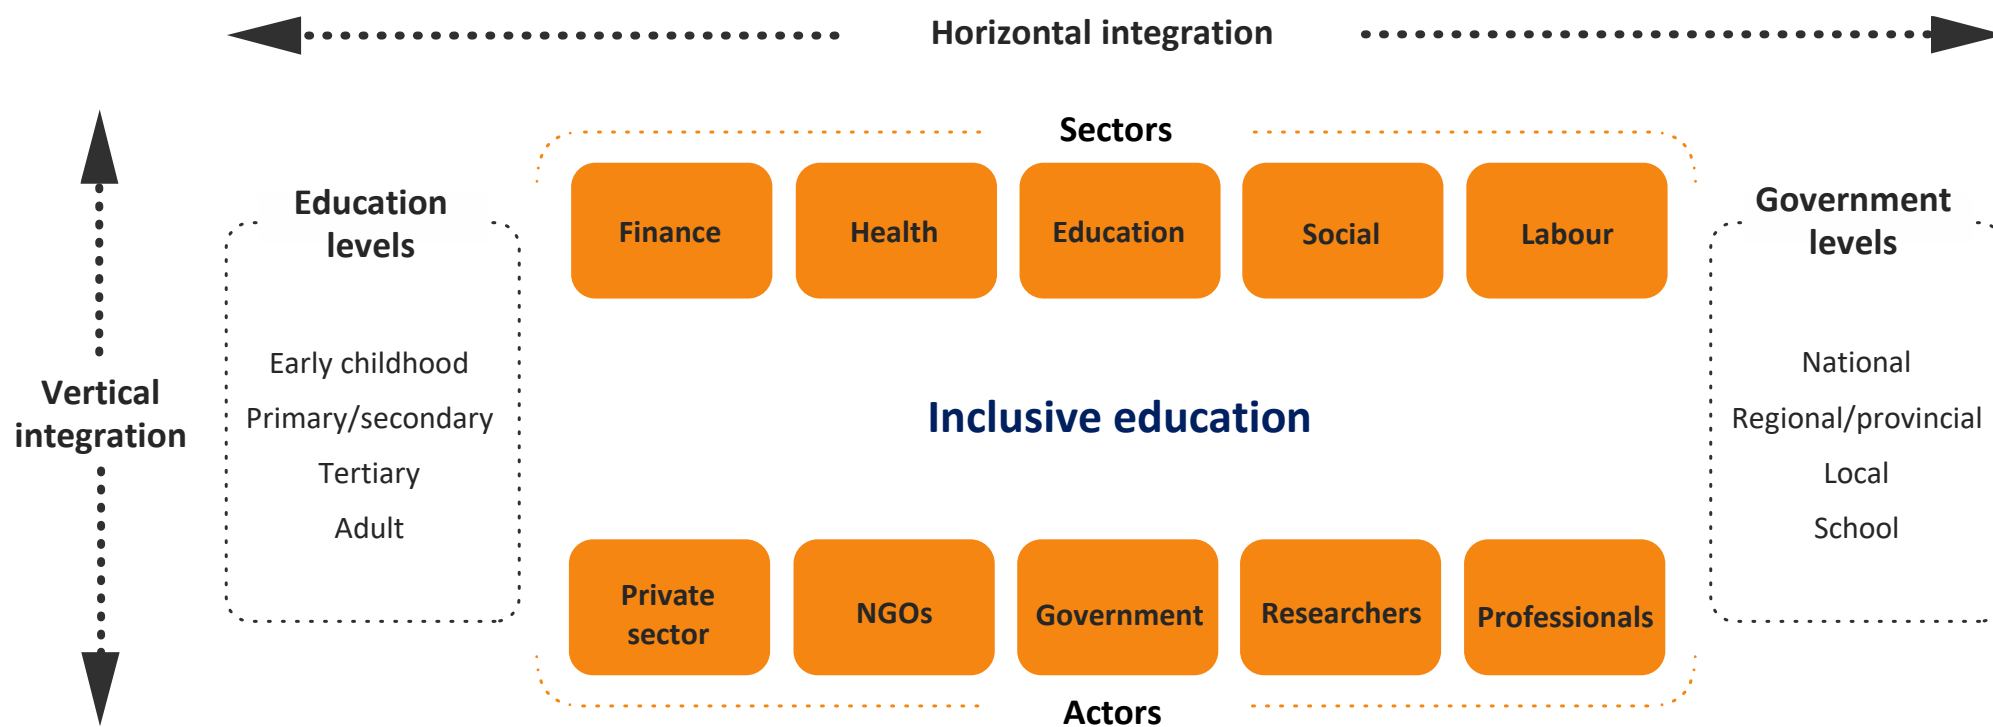 Horizontal integration
Sectors
Education
levels
Government
levels
Finance
Health
Education
Social
Labour
Early childhood
Primary/secondary
Tertiary
Adult
Vertical
integration
Inclusive education
National
Regional/provincial
Local
School
Private
sector
NGOs
Government
Researchers
Professionals
Actors